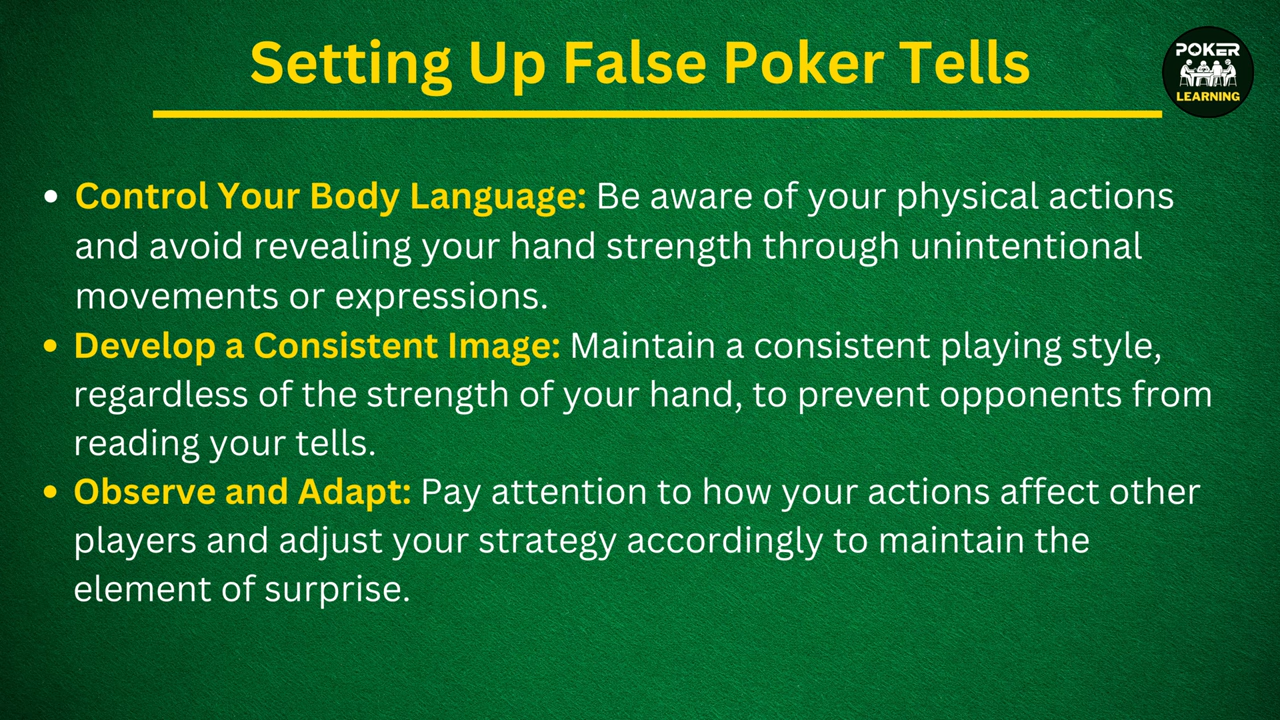 Setting Up False Poker Tells
POKER
LEARNING
• Control Your Body Language: Be aware of your physical actions
and avoid revealing your hand strength through unintentional
movements or expressions.
• Develop a Consistent Image: Maintain a consistent playing style,
regardless of the strength of your hand, to prevent opponents from
reading your tells.
• Observe and Adapt: Pay attention to how your actions affect other
players and adjust your strategy accordingly to maintain the
element of surprise.